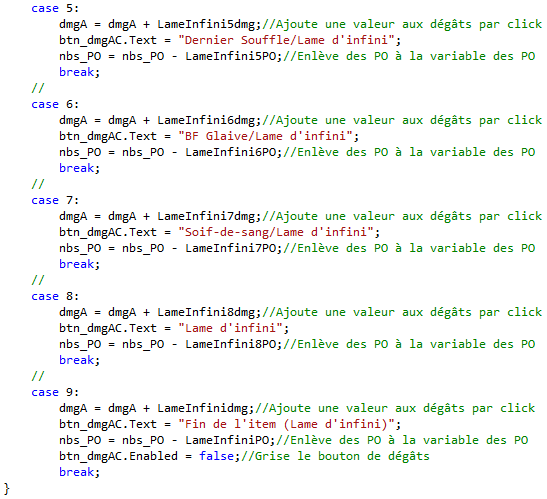 case 5:
dmgA = dmgA + LameInfini5dmg;//Ajoute une valeur aux dégâts par click
btn_dmgAC.Text = "Dernier Souffle/Lame d'infini";
nbs_PO = nbs_PO - LameInfini5PO;//Enlève des PO à la variable des PO
break;
//
case 6:
dmgA = dmgA + LameInfini6dmg;//Ajoute une valeur aux dégâts par click
btn_dmgAC.Text = "BF Glaive/Lame d'infini";
nbs_PO = nbs_PO - LameInfini6PO;//Enlève des PO à la variable des PO
break;
//
case 7:
dmgA = dmgA + LameInfini7dmg;//Ajoute une valeur aux dégâts par click
btn_dmgAC.Text = "Soif-de-sang/Lame d'infini";
nbs_PO = nbs_PO - LameInfini7PO;//Enlève des PO à la variable des PO
break;
//
case 8:
dmgA = dmgA + LameInfini8dmg;//Ajoute une valeur aux dégâts par click
btn_dmgAC.Text = "Lame d'infini";
nbs_PO = nbs_PO - LameInfini8PO;//Enlève des PO à la variable des PO
break;
//
case 9:
dmgA = dmgA + LameInfinidmg;//Ajoute une valeur aux dégâts par click
btn_dmgAC.Text = "Fin de l'item (Lame d'infini)";
nbs_PO = nbs_PO - LameInfiniPO;//Enlève des PO à la variable des PO
btn_dmgAC.Enabled = false;//Grise le bouton de dégâts
break;
}